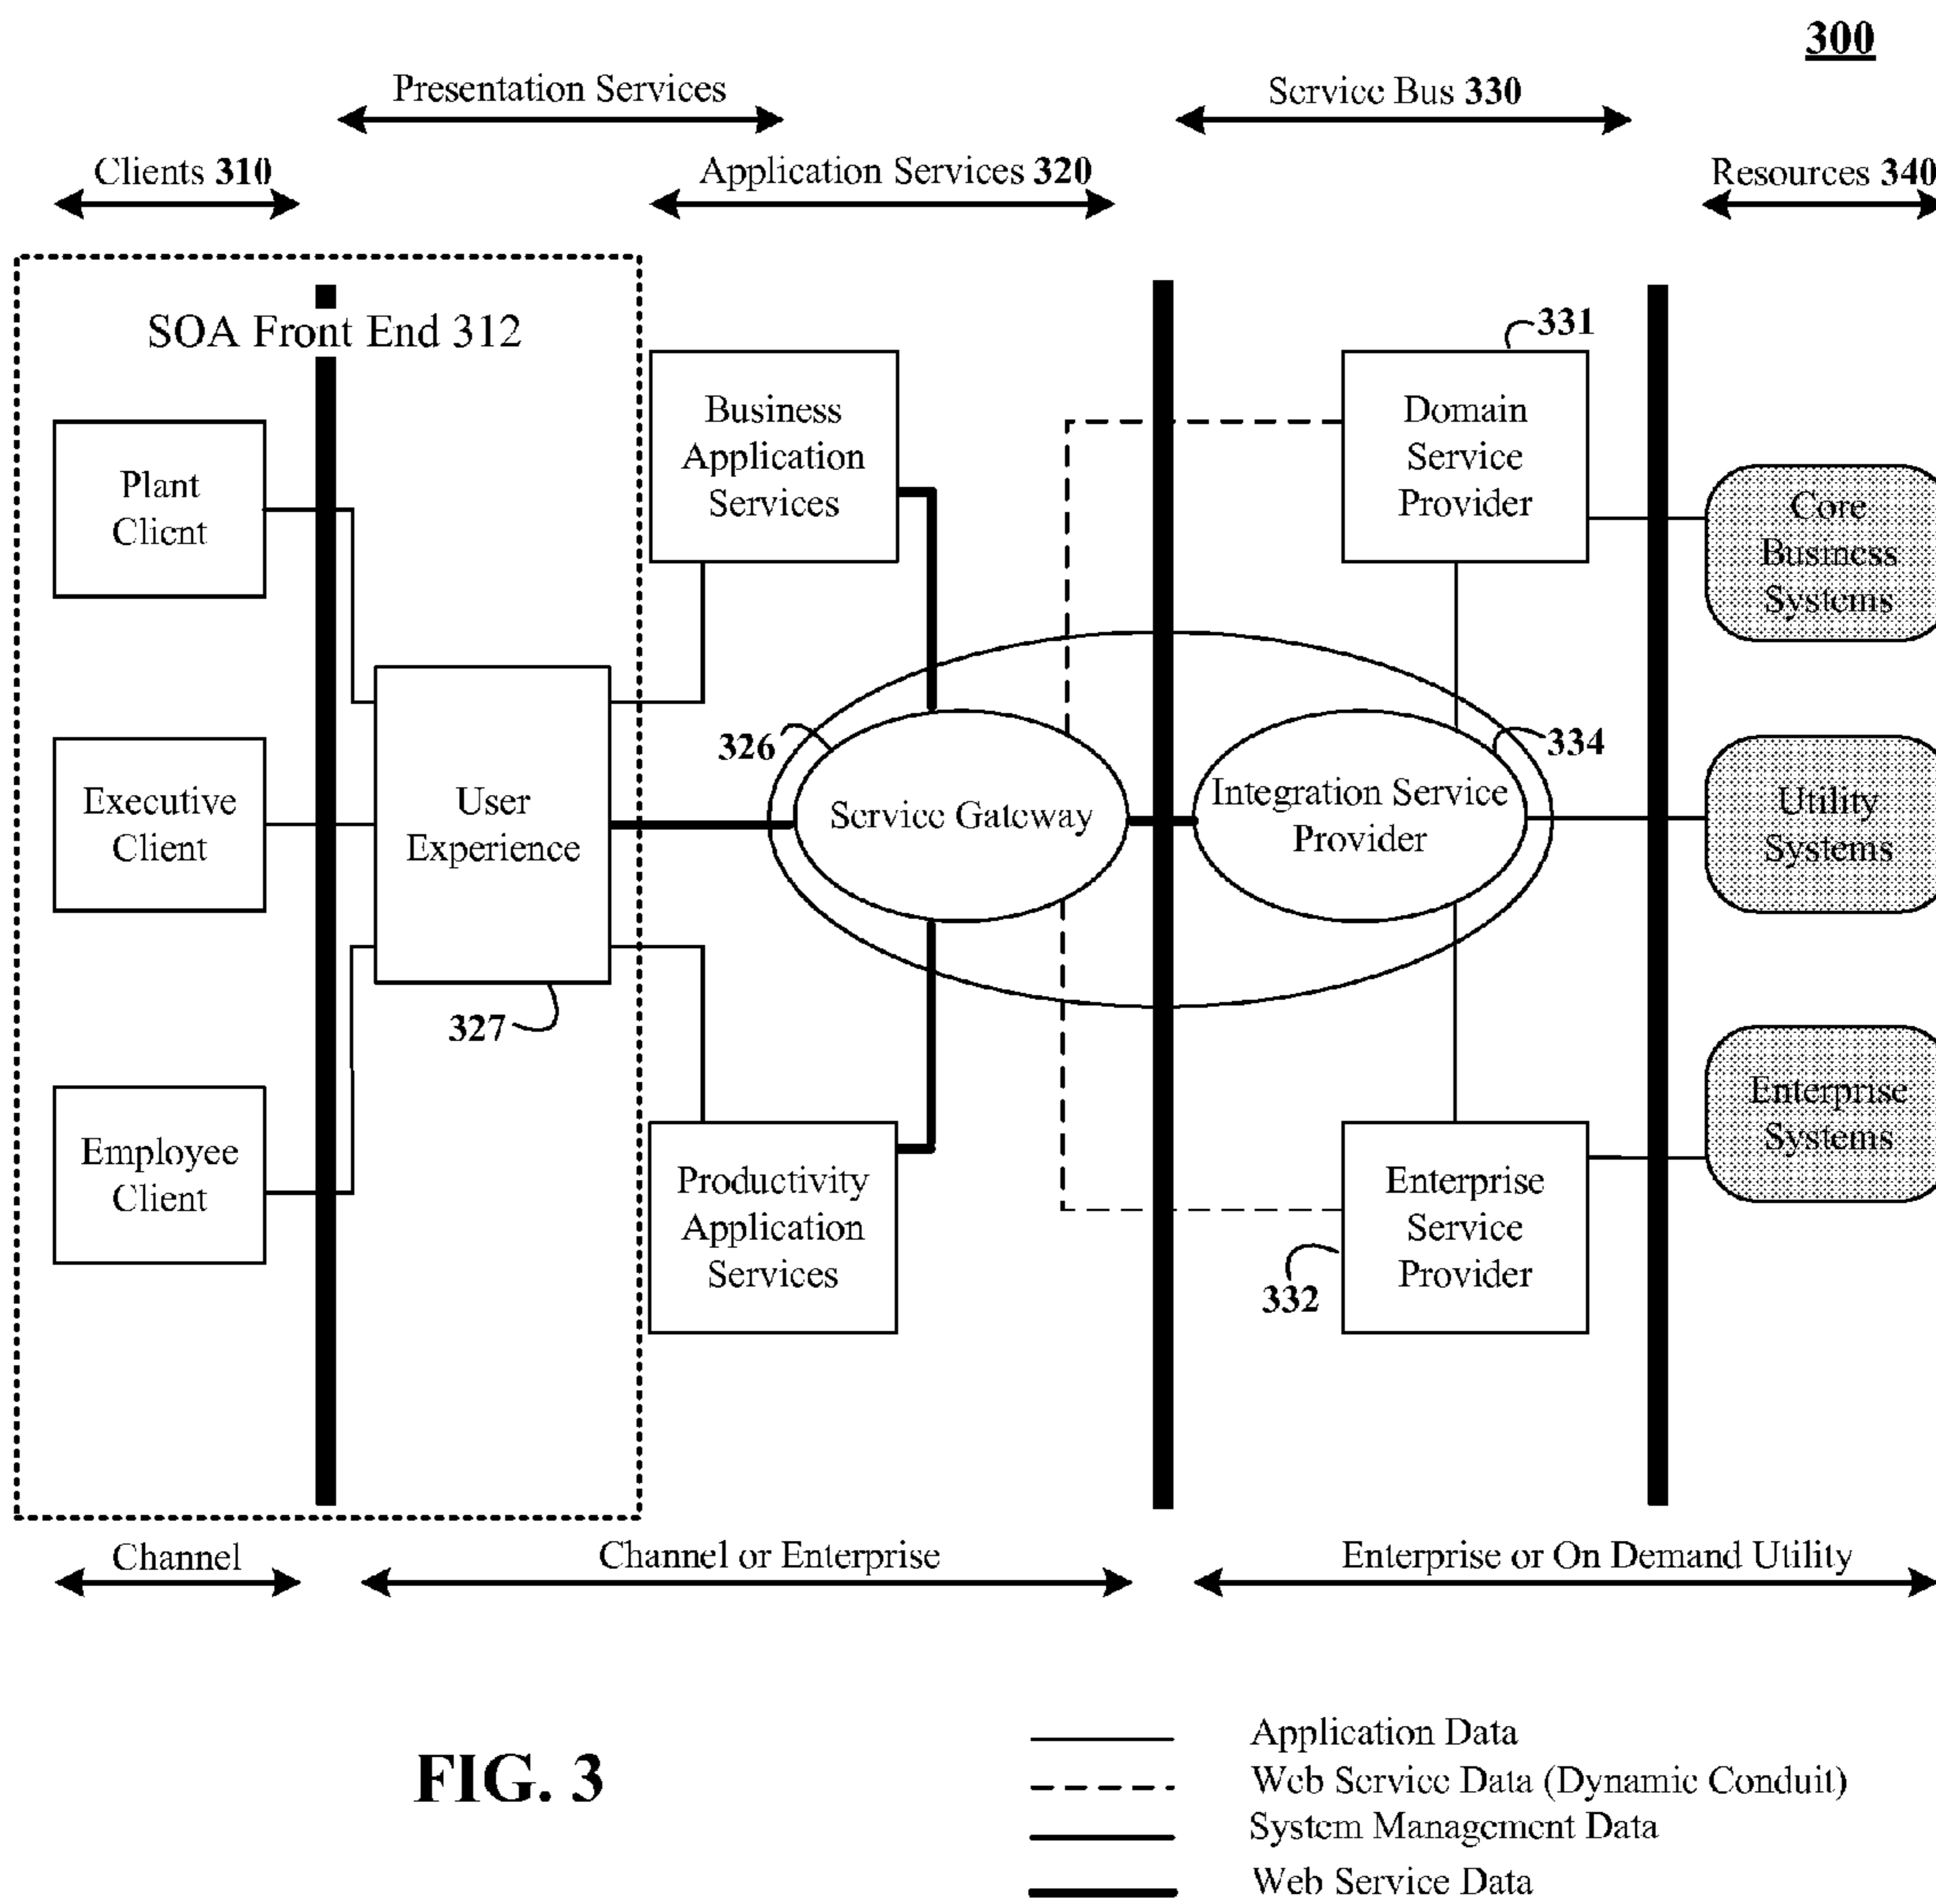 300
Presentation Services
Service Bus 330
Clients 310
Application Services 320
Resources 340
SOA Front End 312
331
Business
Application
Services
Domain
Service
Provider
Plant
Client
Core
Business
Systems
326
334
Executive
Client
User
Experience
Service Gateway
Integration Service
Provider
Utility
Systems
327
Employee
Client
Productivity
Application
Services
Enterprise
Service
Provider
Enterprise
Systems
332
Channel
Channel or Enterprise
Enterprise or On Demand Utility
FIG. 3
Application Data
Web Service Data (Dynamic Conduit)
System Management Data
Web Service Data